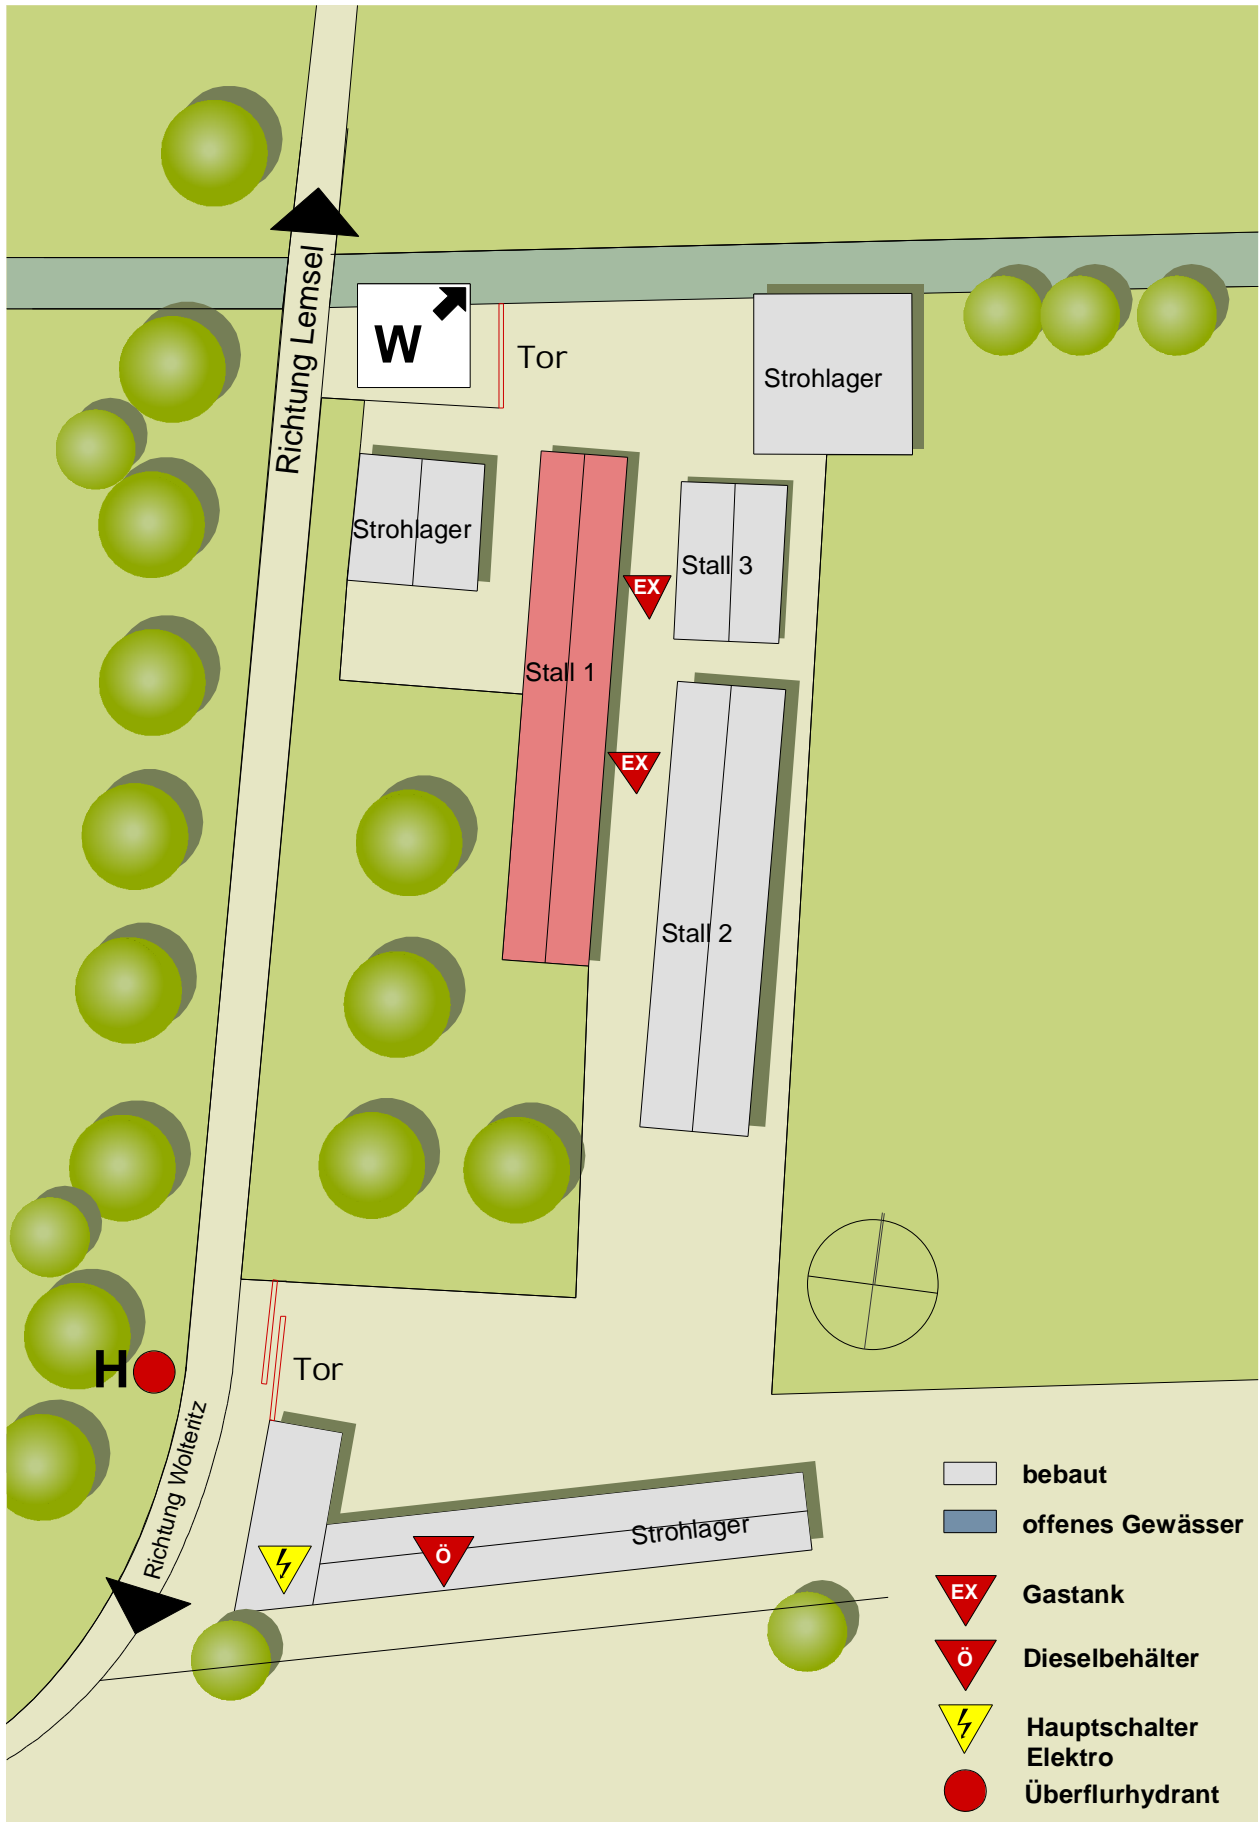 Richtung Lemsel
W
Tor
Strohlager
Strohlager
Stall 3
EX
Stall 1
EX
Stall 2
H
Tor
Richtung Wolteritz
Strohlager
Ö
bebaut
offenes Gewässer
EX
Gastank
Ö
Dieselbehälter
Hauptschalter
Elektro
Überflurhydrant